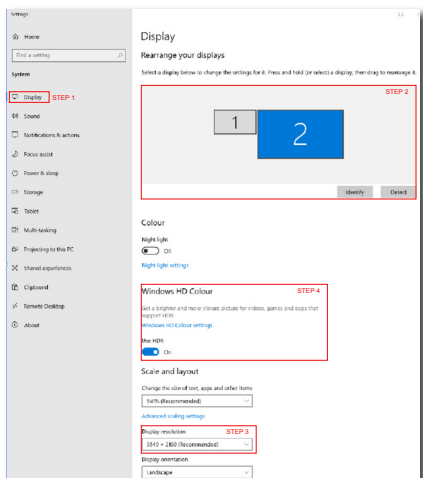 Settings
Home
Find a setting
System
Display STEP 1
Sound
Notifications & actions
Focus assist
Power & sleep
Storage
Tablet
Multi-tasking
Projecting to this PC
Shared experiences
Clipboard
Remote Desktop
About
Display
Rearrange your displays
Select a display below to change the settings for it. Press and hold (or select) a display, then drag to rearrange it.
STEP 2
1
2
Identify Detect
Colour
Night light
Off
Night light settings
Windows HD Colour STEP 4
Get a brighter and more vibrant picture for videos, games and apps that
support HDR.
Windows HD Colour settings
Use HDR
On
Scale and layout
Change the size of text, apps and other items
150% (Recommended)
Advanced scaling settings
Display resolution STEP 3
3840 × 2160 (Recommended)
Display orientation
Landscape